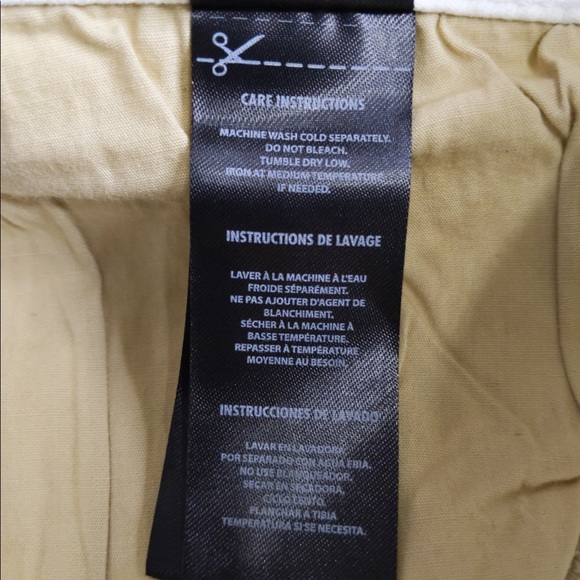 CARE INSTRUCTIONS
MACHINE WASH COLD SEPARATELY.
DO NOT BLEACH.
TUMBLE DRY LOW.
IRON AT MEDIUM TEMPERATURE
IF NEEDED.
INSTRUCTIONS DE LAVAGE
LAVER À LA MACHINE À L'EAU
FROIDE SÉPARÉMENT.
NE PAS AJOUTER D'AGENT DE
BLANCHIMENT.
SÉCHER À LA MACHINE À
BASSE TEMPÉRATURE.
REPASSER À TEMPÉRATURE
MOYENNE AU BESOIN.
INSTRUCCIONES DE LAVADO
LAVAR EN LAVADORA
POR SEPARADO CON AGUA FRIA.
NO USE BLANQUEADOR.
SECAR EN SECADORA,
CICLO
PLANCHAR A TIBIA
TEMPERATURA SI SE NECESITA.